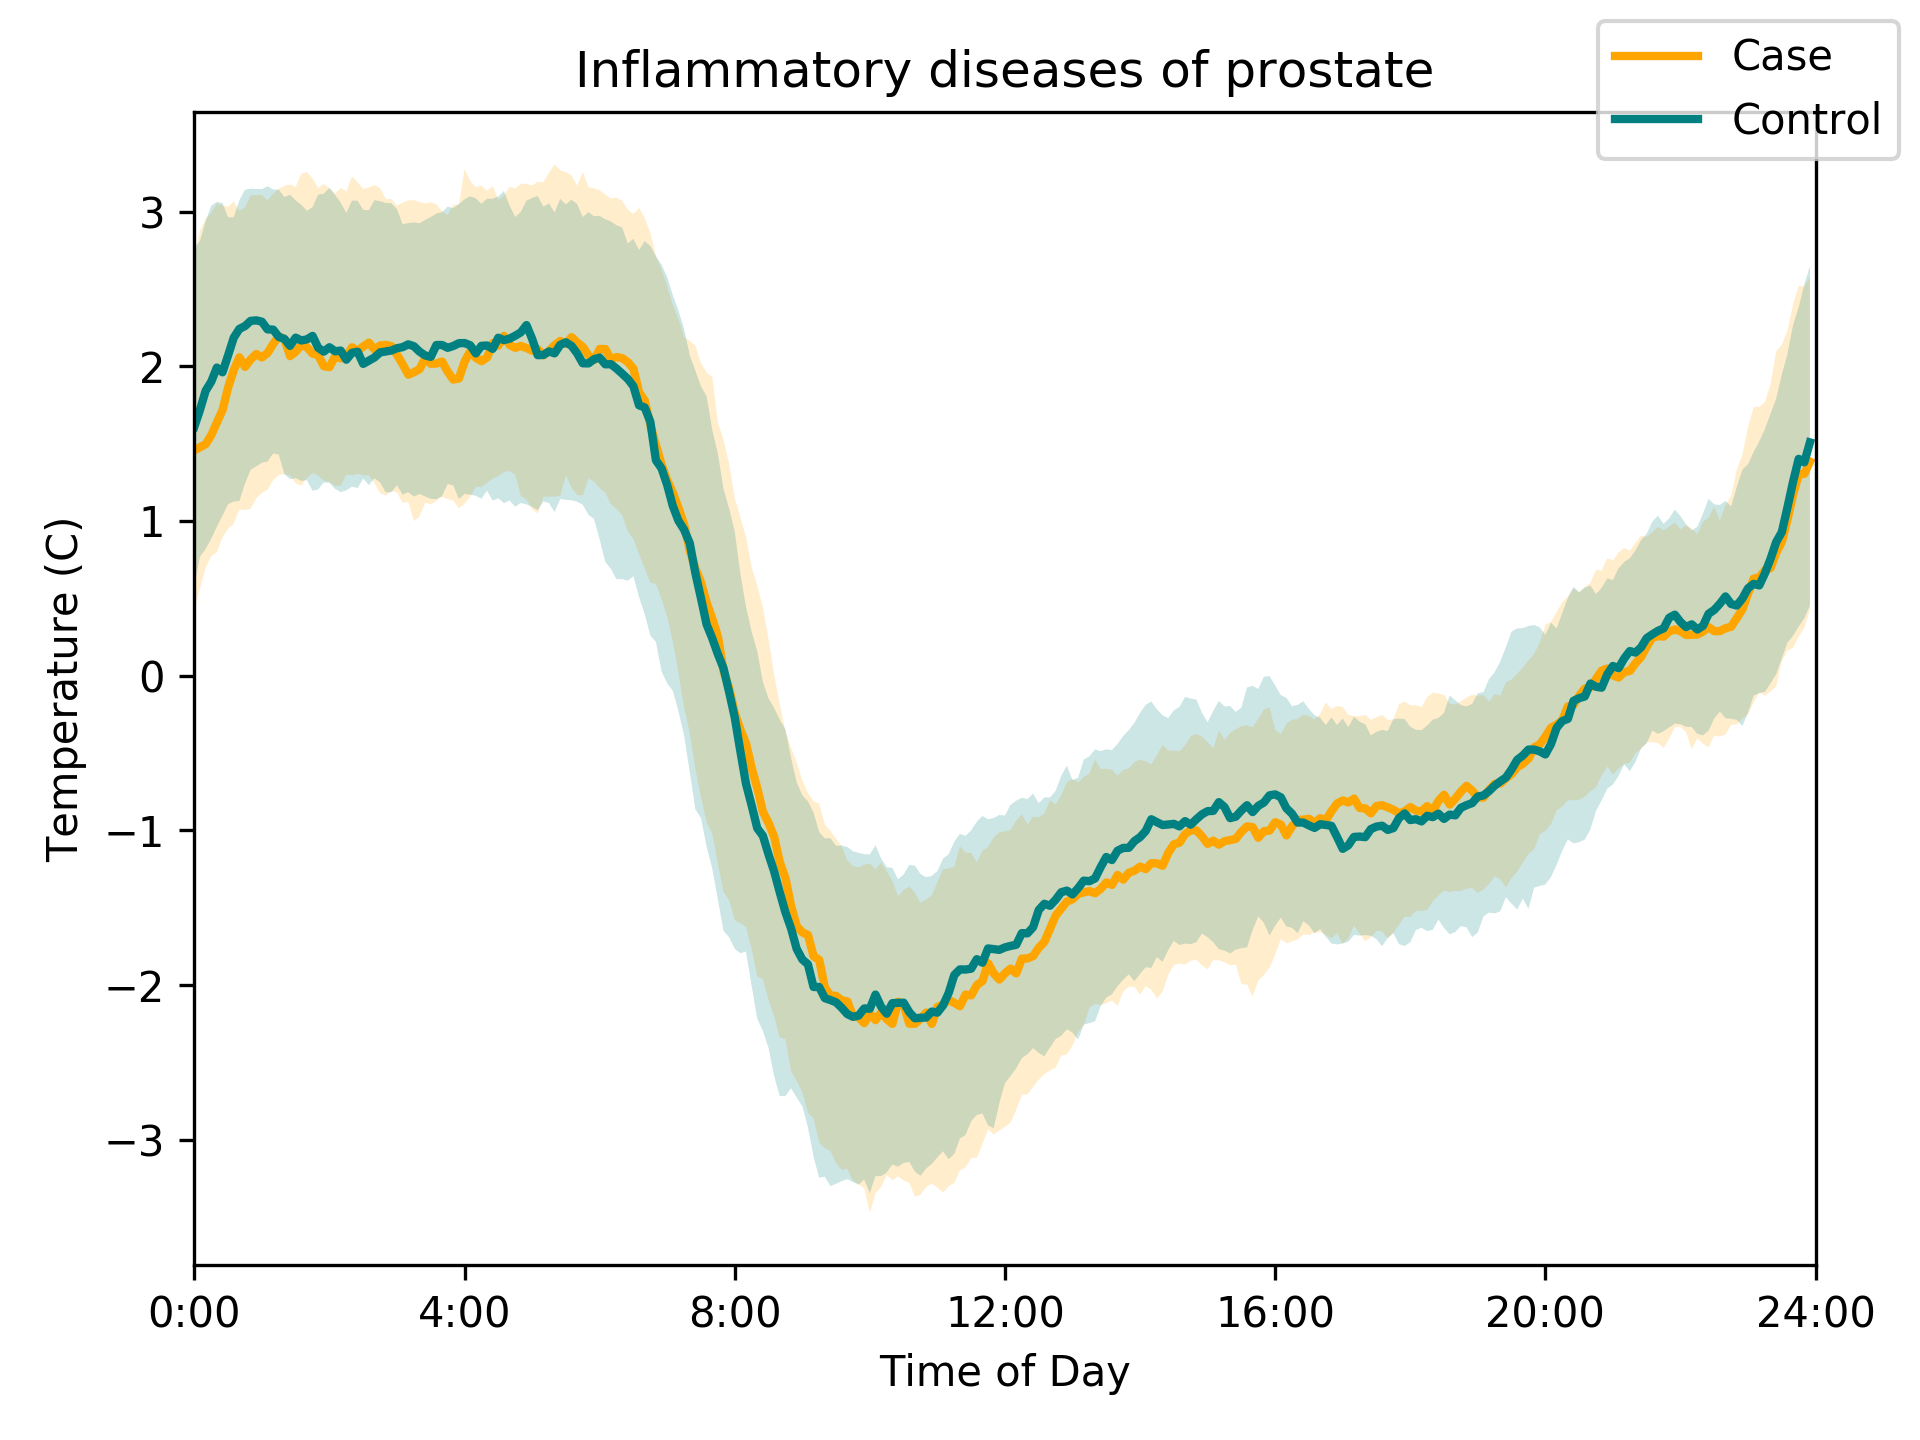 Inflammatory diseases of prostate
Case
Control
Temperature (C)
3
2
1
0
−1
−2
−3
0:00 4:00 8:00 12:00 16:00 20:00 24:00
Time of Day